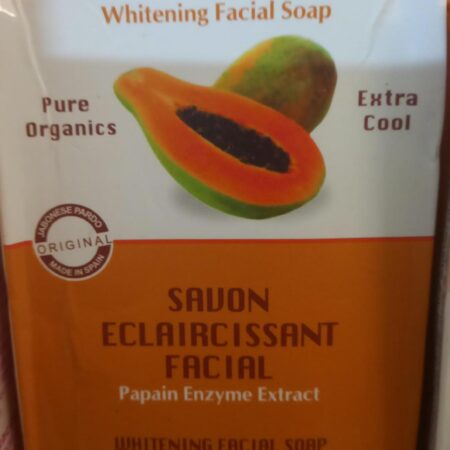 Whitening Facial Soap
Pure
Organics
Extra
Cool
JABONESE PARDO
ORIGINAL
MADE IN SPAIN
SAVON
ECLAIRCISSANT
FACIAL
Papain Enzyme Extract
WHITENING FACIAL SOAP